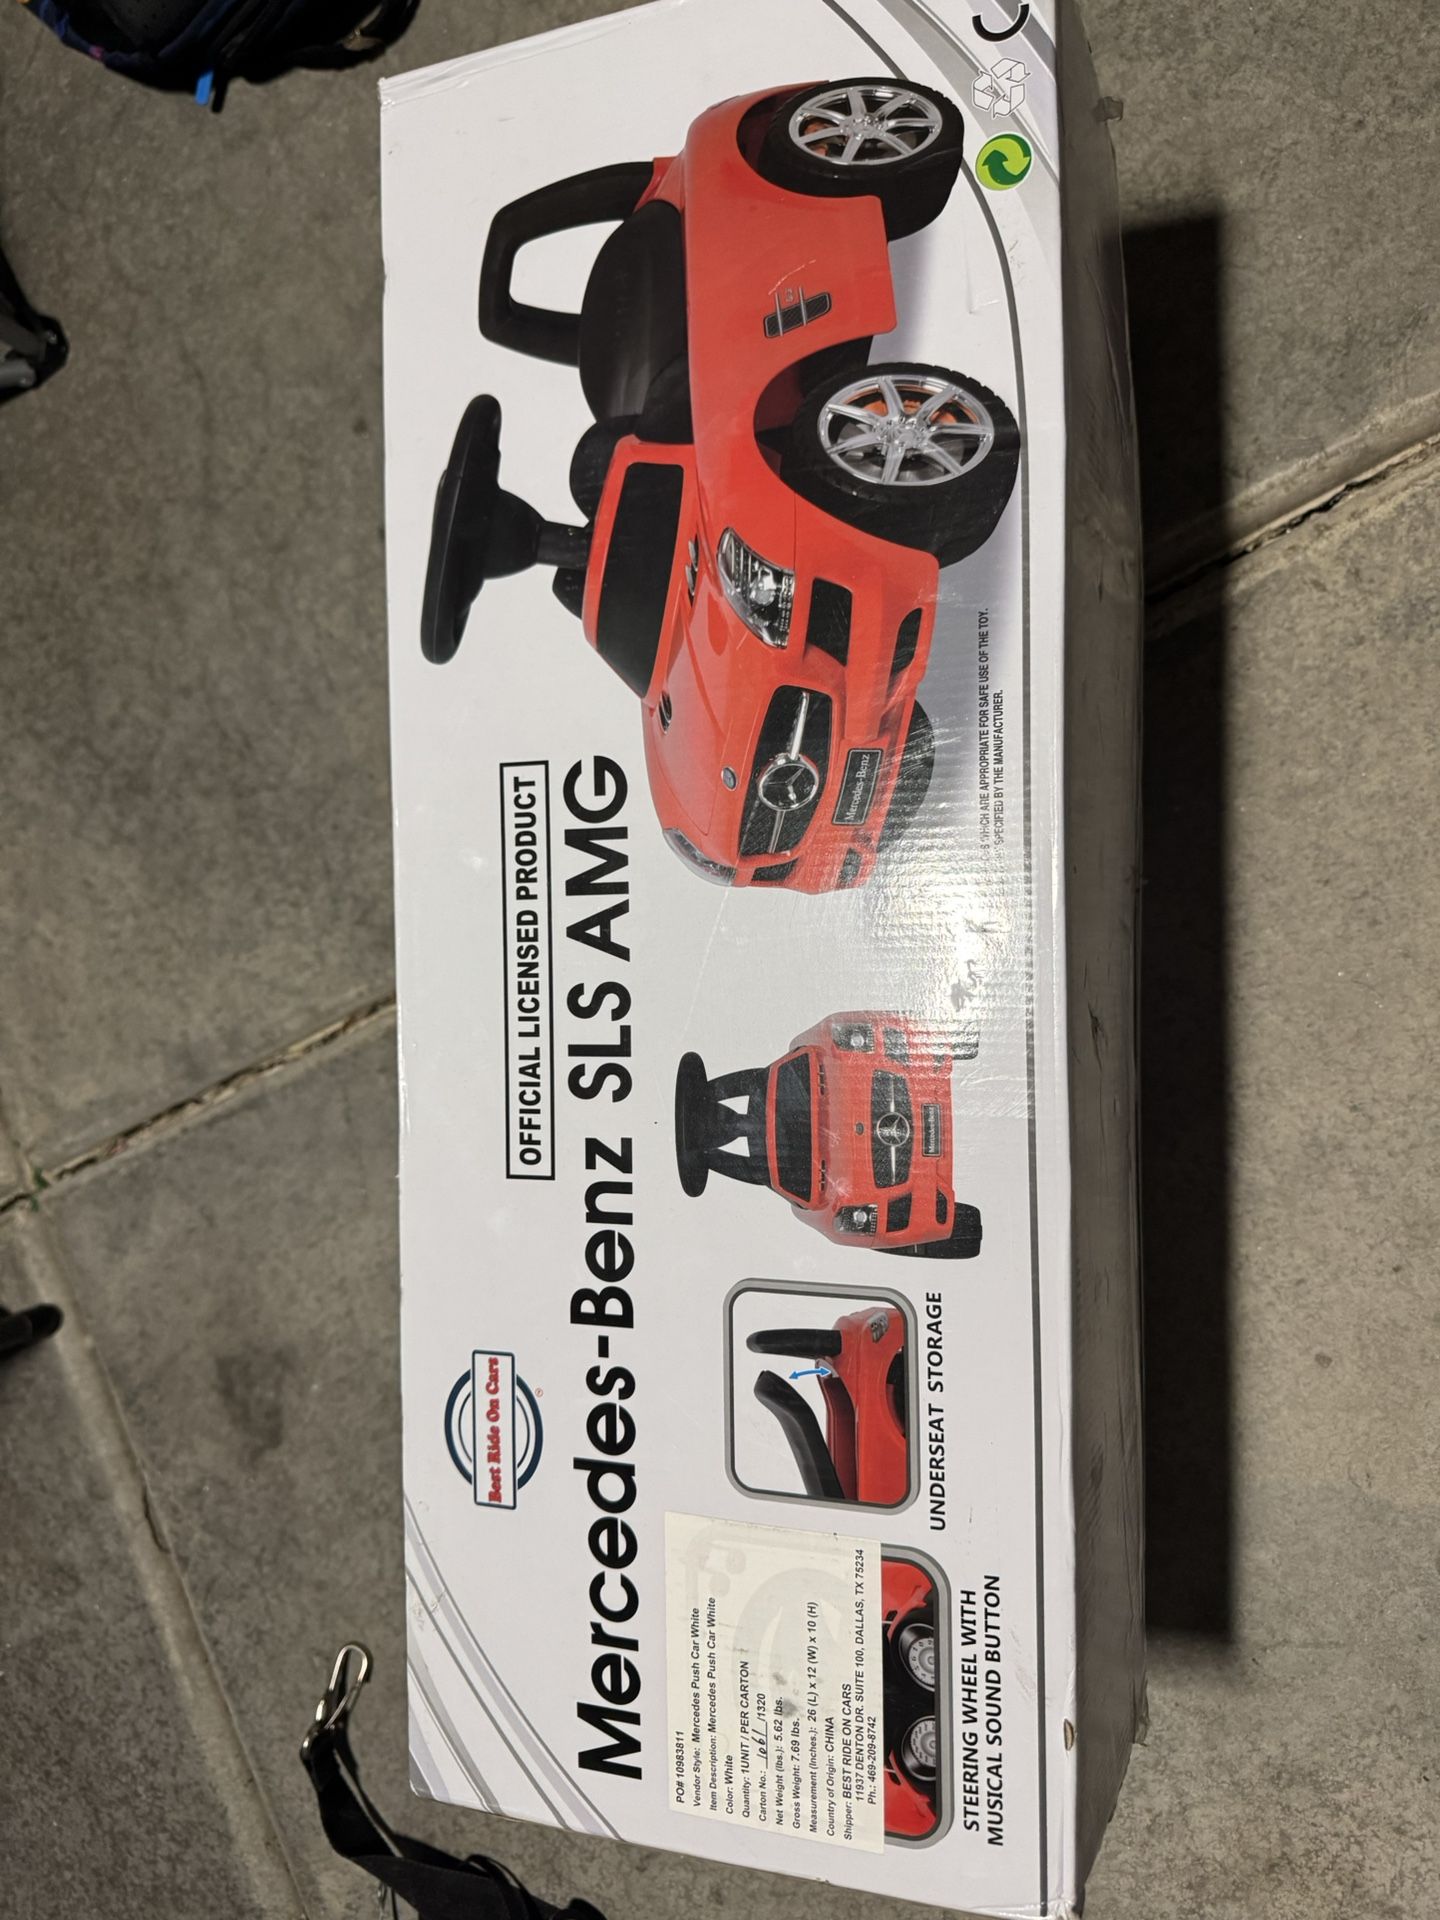 Best Ride On Cars
TM
OFFICIAL LICENSED PRODUCT
Mercedes-Benz SLS AMG
PO# 10983811
Vendor Style: Mercedes Push Car White
Item Description: Mercedes Push Car White
Color: White
Quantity: 1UNIT / PER CARTON
Carton No.: 1061/1320
Net Weight (lbs.): 5.62 lbs.
Gross Weight: 7.69 lbs.
Measurement (Inches.): 26 (L) x 12 (W) x 10 (H)
Country of Origin: CHINA
Shipper: BEST RIDE ON CARS
11937 DENTON DR. SUITE 100, DALLAS, TX 75234
Ph.: 469-209-8742
STEERING WHEEL WITH
MUSICAL SOUND BUTTON
UNDERSEAT STORAGE
Mercedes-Benz
Mercedes-Benz
WHICH ARE APPROPRIATE FOR SAFE USE OF THE TOY.
SPECIFIED BY THE MANUFACTURER.